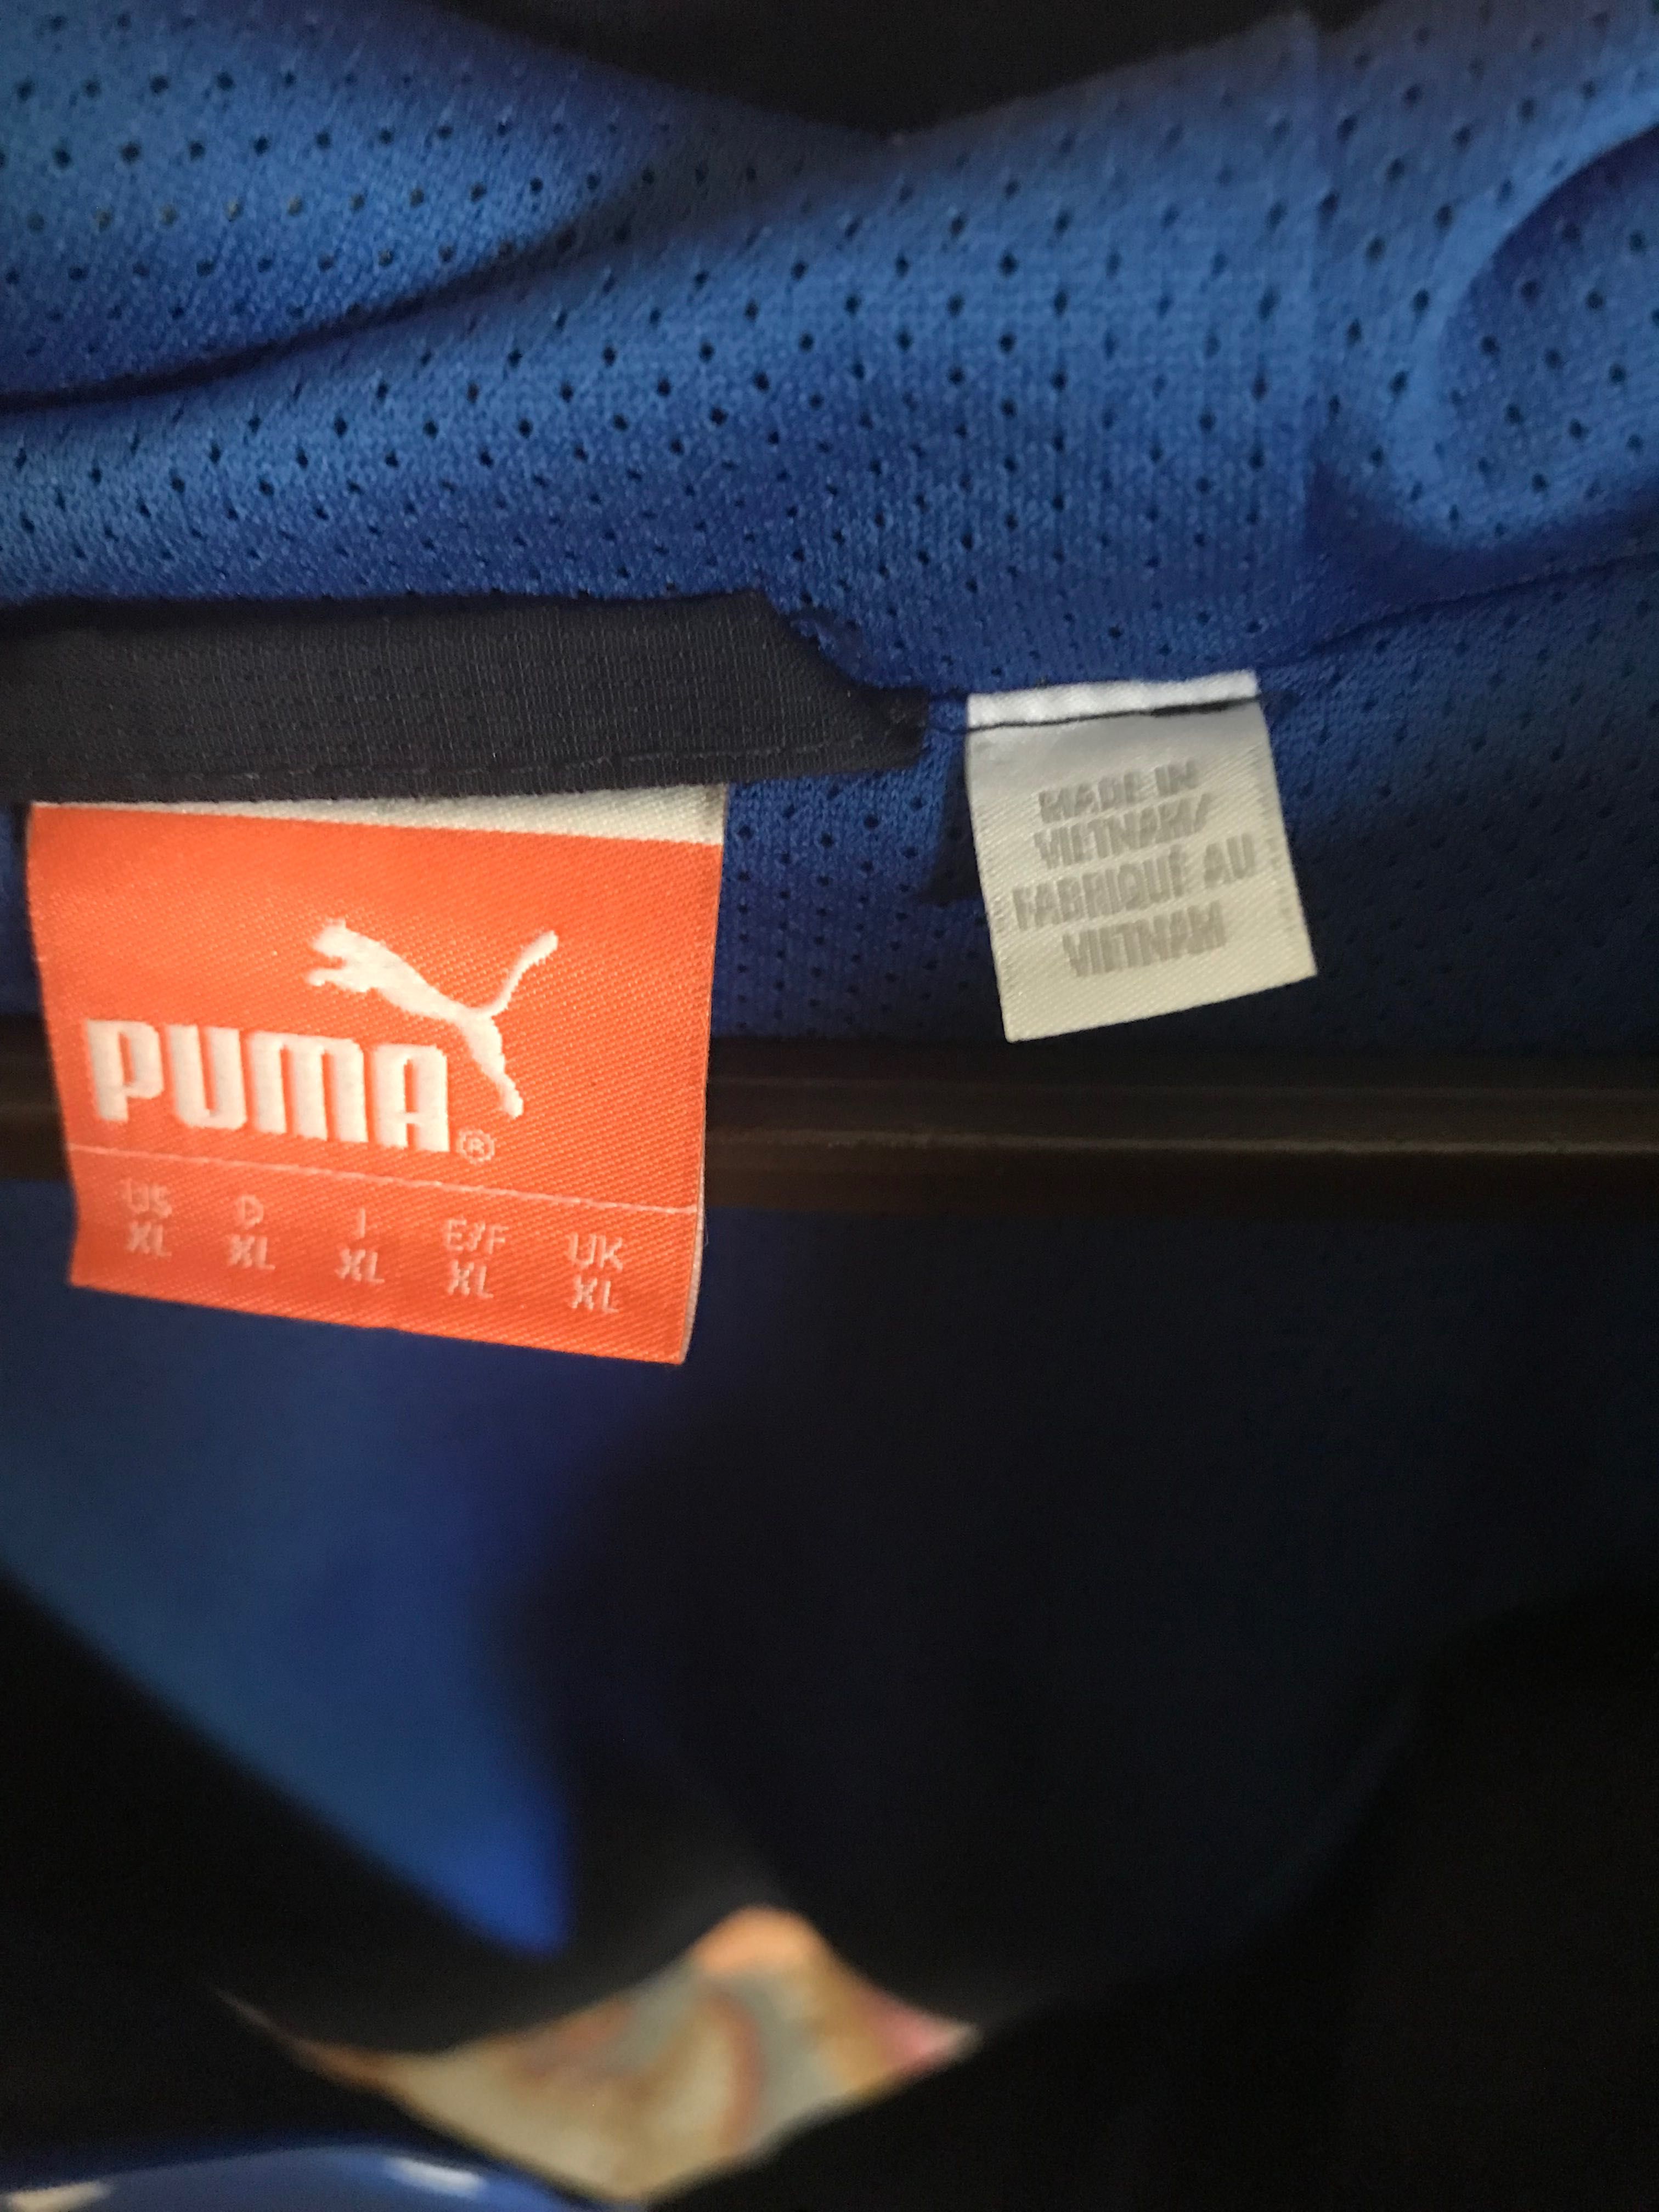 PUMA®
US D I E/F UK
XL XL XL XL XL
MADE IN
VIETNAM/
FABRIQUÉ AU
VIETNAM